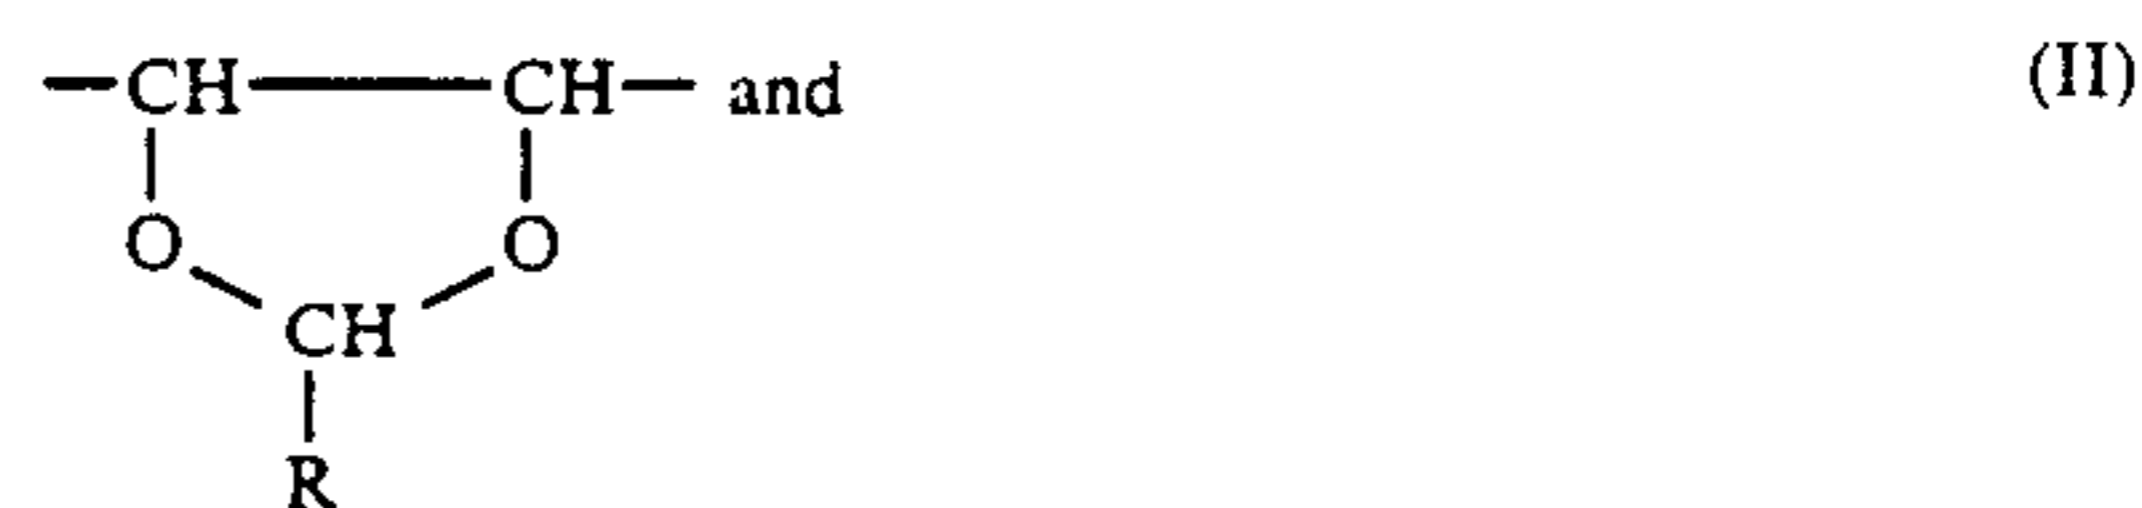 CH CH and (II)
O O
CH
R